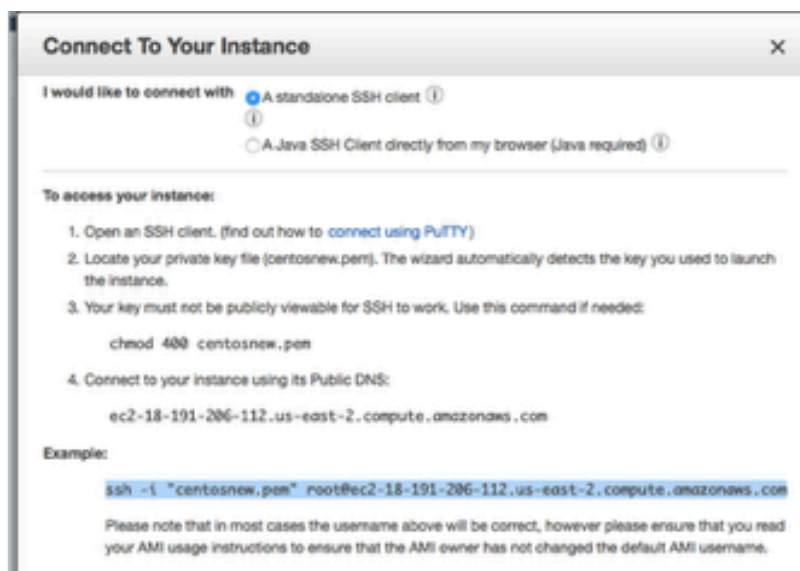 Connect To Your Instance ×
I would like to connect with A standalone SSH client i
i
A Java SSH Client directly from my browser (Java required) i
To access your instance:
1. Open an SSH client. (find out how to connect using PuTTY)
2. Locate your private key file (centosnew.pem). The wizard automatically detects the key you used to launch
the instance.
3. Your key must not be publicly viewable for SSH to work. Use this command if needed:
chmod 400 centosnew.pem
4. Connect to your instance using its Public DNS:
ec2-18-191-206-112.us-east-2.compute.amazonaws.com
Example:
ssh -i "centosnew.pem" root@ec2-18-191-206-112.us-east-2.compute.amazonaws.com
Please note that in most cases the username above will be correct, however please ensure that you read
your AMI usage instructions to ensure that the AMI owner has not changed the default AMI username.